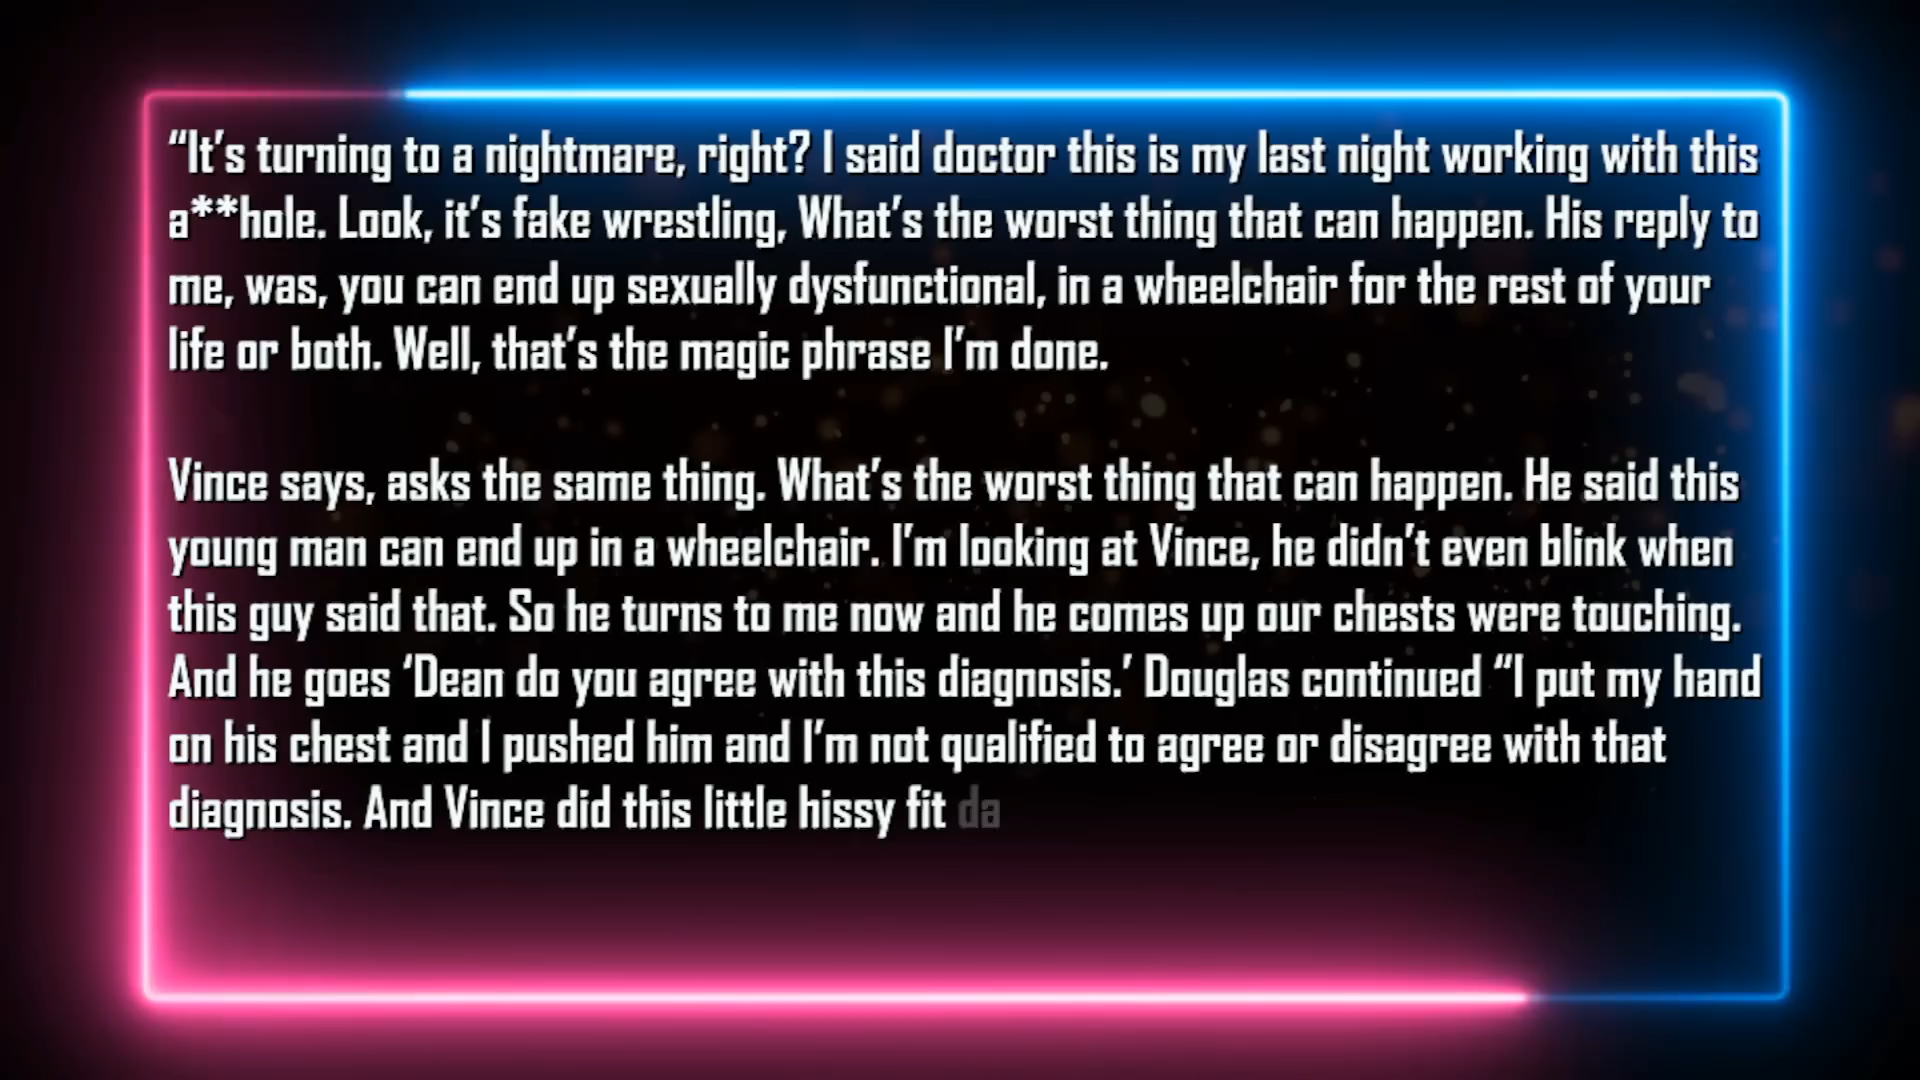 “It’s turning to a nightmare, right? I said doctor this is my last night working with this
a**hole. Look, it’s fake wrestling, What’s the worst thing that can happen. His reply to
me, was, you can end up sexually dysfunctional, in a wheelchair for the rest of your
life or both. Well, that’s the magic phrase I’m done.
Vince says, asks the same thing. What’s the worst thing that can happen. He said this
young man can end up in a wheelchair. I’m looking at Vince, he didn’t even blink when
this guy said that. So he turns to me now and he comes up our chests were touching.
And he goes ‘Dean do you agree with this diagnosis.’ Douglas continued “I put my hand
on his chest and I pushed him and I’m not qualified to agree or disagree with that
diagnosis. And Vince did this little hissy fit da